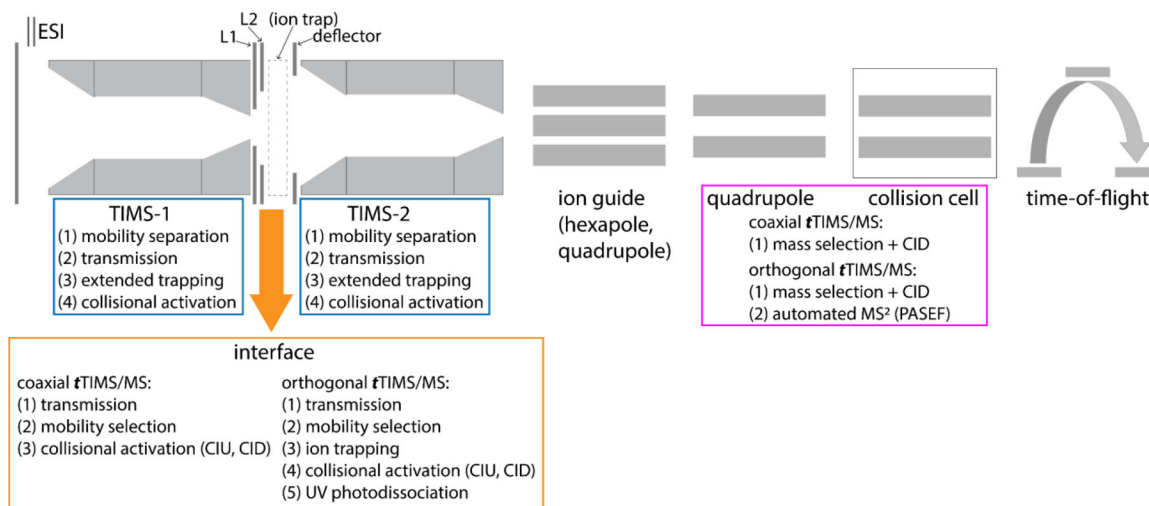 ESI
L2 (ion trap)
L1
deflector
TIMS-1
(1) mobility separation
(2) transmission
(3) extended trapping
(4) collisional activation
TIMS-2
(1) mobility separation
(2) transmission
(3) extended trapping
(4) collisional activation
ion guide
(hexapole,
quadrupole)
quadrupole
collision cell
coaxial tTIMS/MS:
(1) mass selection + CID
orthogonal tTIMS/MS:
(1) mass selection + CID
(2) automated MS² (PASEF)
time-of-flight
interface
coaxial tTIMS/MS:
(1) transmission
(2) mobility selection
(3) collisional activation (CIU, CID)
orthogonal tTIMS/MS:
(1) transmission
(2) mobility selection
(3) ion trapping
(4) collisional activation (CIU, CID)
(5) UV photodissociation